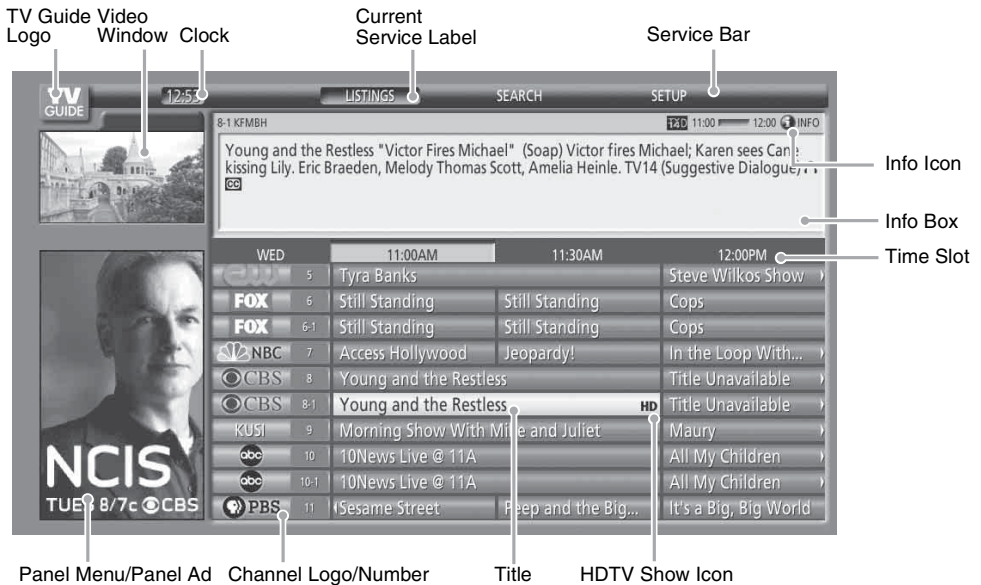 TV Guide Logo
Video Window
Clock
Current Service Label
Service Bar
TV GUIDE
12:53
LISTINGS
SEARCH
SETUP
8-1 KFMBH
11:00
12:00
i INFO
Young and the Restless "Victor Fires Michael" (Soap) Victor fires Michael; Karen sees Cane
kissing Lily. Eric Braeden, Melody Thomas Scott, Amelia Heinle. TV14 (Suggestive Dialogue)
CC
Info Icon
Info Box
Time Slot
WED 11:00AM 11:30AM 12:00PM
CW 5 Tyra Banks Steve Wilkos Show
FOX 6 Still Standing Still Standing Cops
FOX 6-1 Still Standing Still Standing Cops
NBC 7 Access Hollywood Jeopardy! In the Loop With...
CBS 8 Young and the Restless Title Unavailable
CBS 8-1 Young and the Restless HD Title Unavailable
KUSI 9 Morning Show With Mike and Juliet Maury
abc 10 10News Live @ 11A All My Children
abc 10-1 10News Live @ 11A All My Children
PBS 11 Sesame Street Peep and the Big... It's a Big, Big World
NCIS
TUES 8/7c CBS
Panel Menu/Panel Ad
Channel Logo/Number
Title
HDTV Show Icon